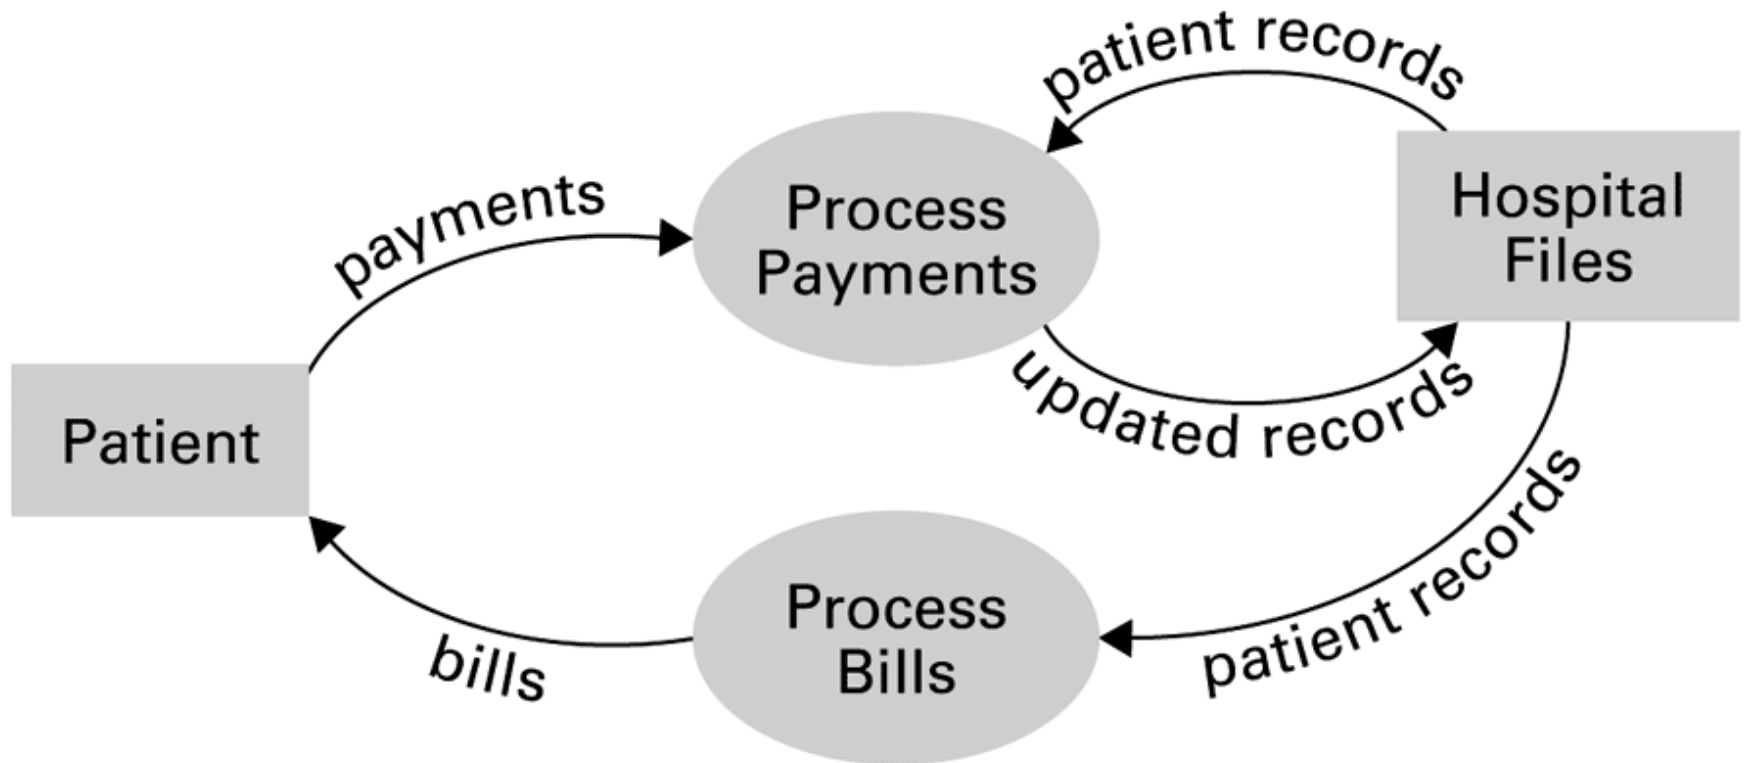 patient records
payments
Process
Payments
Hospital
Files
updated records
Patient
patient records
Process
Bills
bills